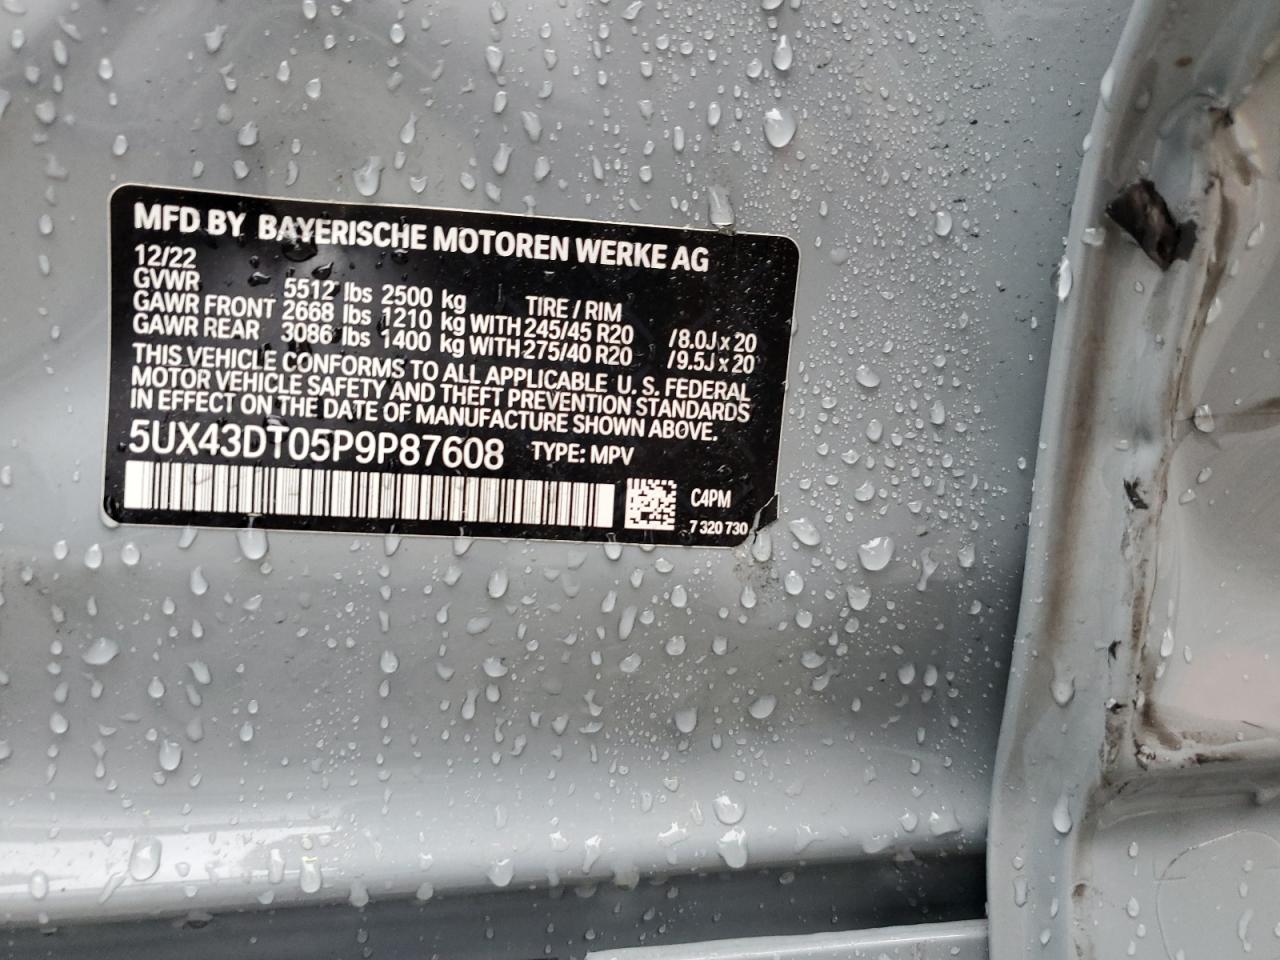 MFD BY BAYERISCHE MOTOREN WERKE AG
12/22
GVWR 5512 lbs 2500 kg TIRE / RIM
GAWR FRONT 2668 lbs 1210 kg WITH 245/45 R20 /8.0J x 20
GAWR REAR 3086 lbs 1400 kg WITH 275/40 R20 /9.5J x 20
THIS VEHICLE CONFORMS TO ALL APPLICABLE U.S. FEDERAL
MOTOR VEHICLE SAFETY AND THEFT PREVENTION STANDARDS
IN EFFECT ON THE DATE OF MANUFACTURE SHOWN ABOVE.
5UX43DT05P9P87608 TYPE: MPV
C4PM
7 320 730